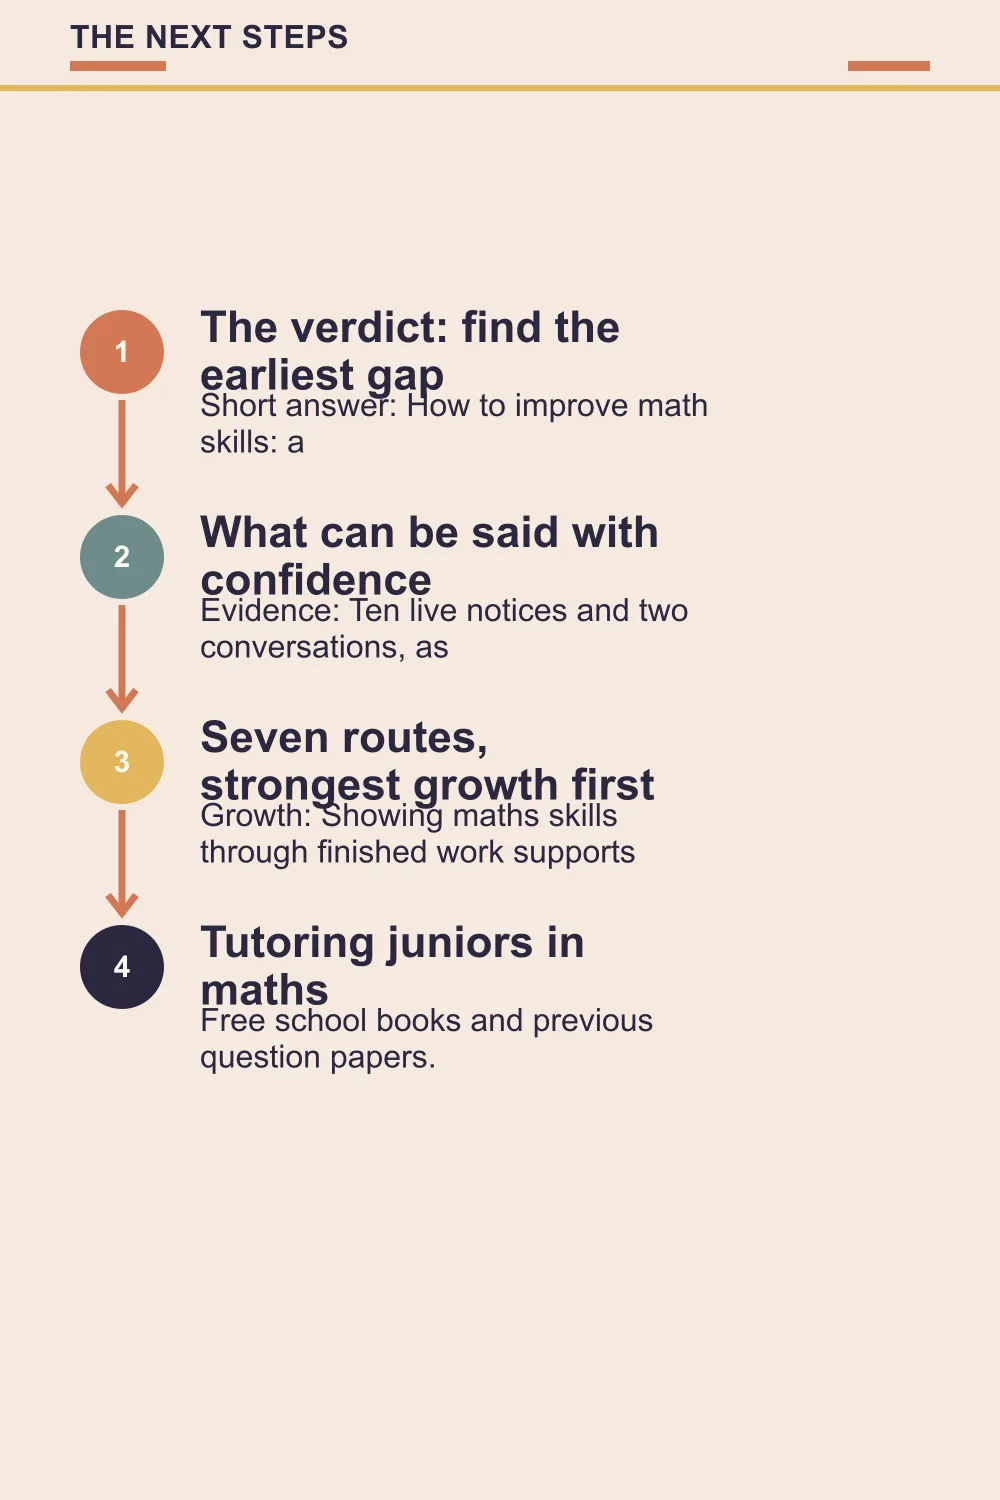 THE NEXT STEPS
1
The verdict: find the
earliest gap
Short answer: How to improve math
skills: a
2
What can be said with
confidence
Evidence: Ten live notices and two
conversations, as
3
Seven routes,
strongest growth first
Growth: Showing maths skills
through finished work supports
4
Tutoring juniors in
maths
Free school books and previous
question papers.